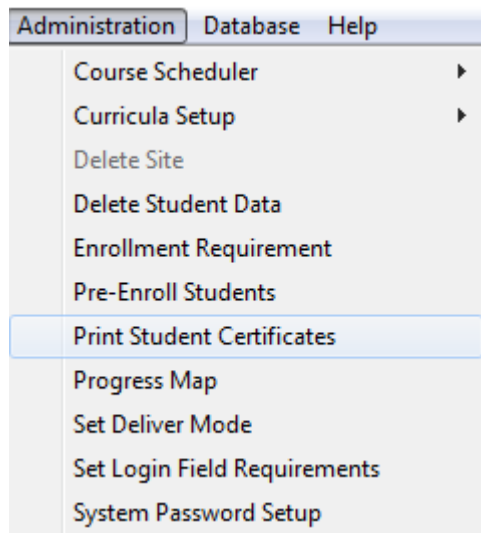 Administration Database Help
Course Scheduler
Curricula Setup
Delete Site
Delete Student Data
Enrollment Requirement
Pre-Enroll Students
Print Student Certificates
Progress Map
Set Deliver Mode
Set Login Field Requirements
System Password Setup